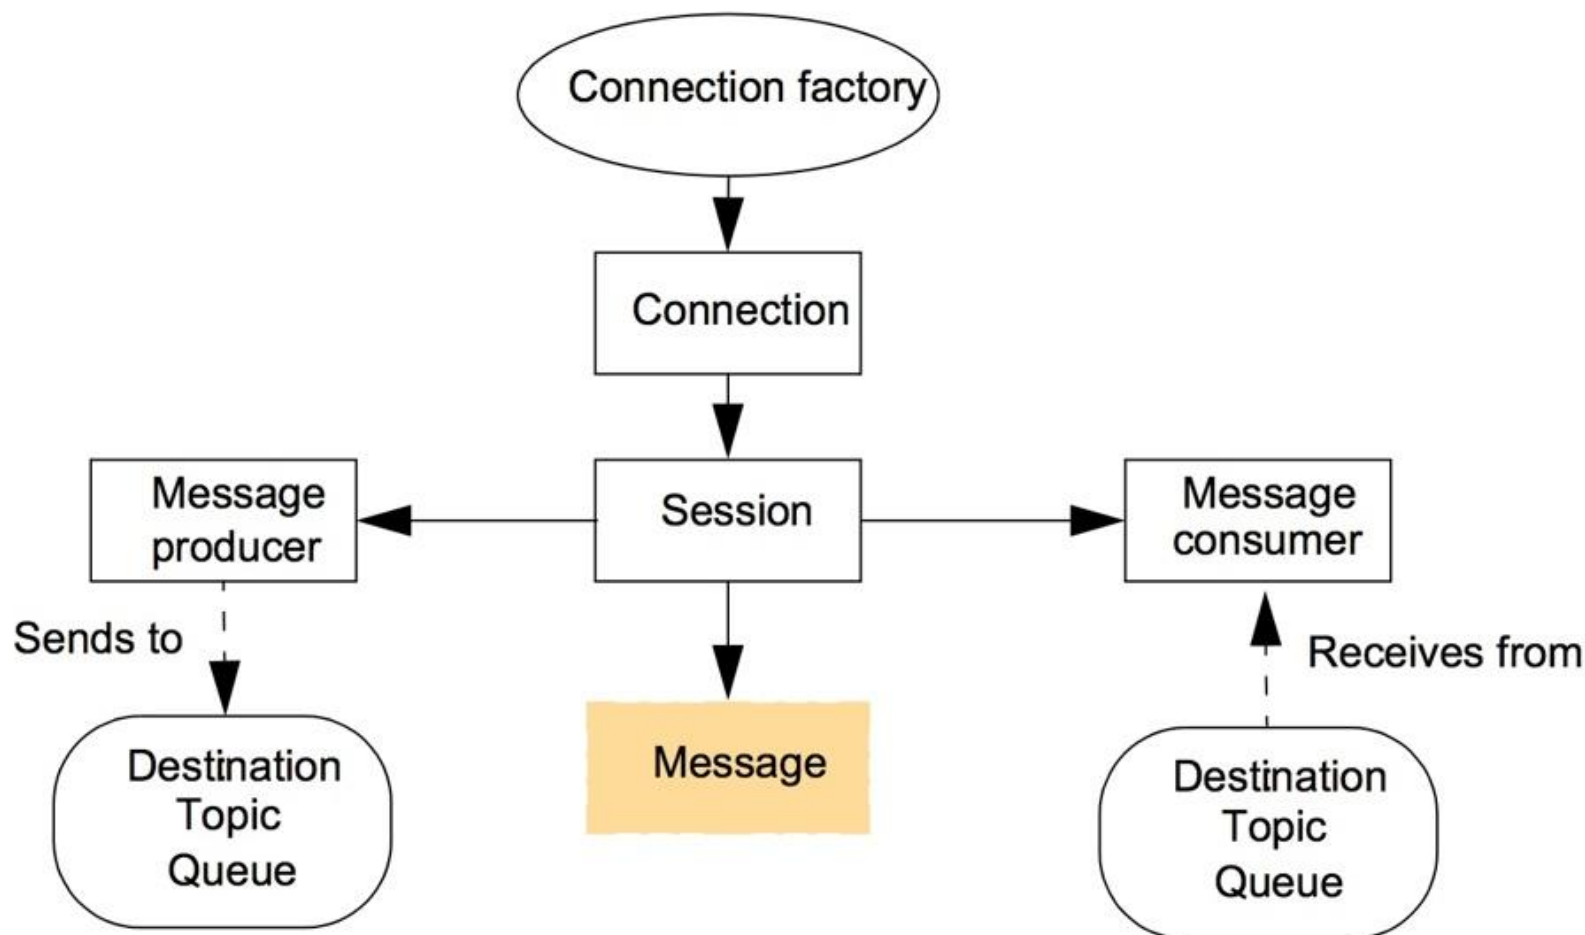 Connection factory
Connection
Message
producer
Session
Message
consumer
Sends to
Receives from
Destination
Topic
Queue
Message
Destination
Topic
Queue